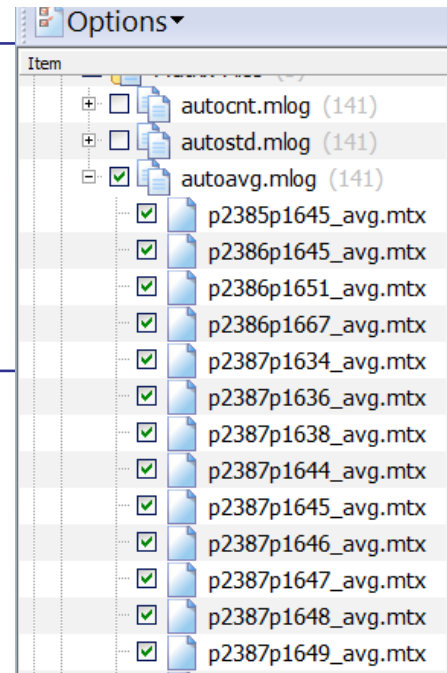 Options
Item
autocnt.mlog (141)
autostd.mlog (141)
autoavg.mlog (141)
p2385p1645_avg.mtx
p2386p1645_avg.mtx
p2386p1651_avg.mtx
p2386p1667_avg.mtx
p2387p1634_avg.mtx
p2387p1636_avg.mtx
p2387p1638_avg.mtx
p2387p1644_avg.mtx
p2387p1645_avg.mtx
p2387p1646_avg.mtx
p2387p1647_avg.mtx
p2387p1648_avg.mtx
p2387p1649_avg.mtx